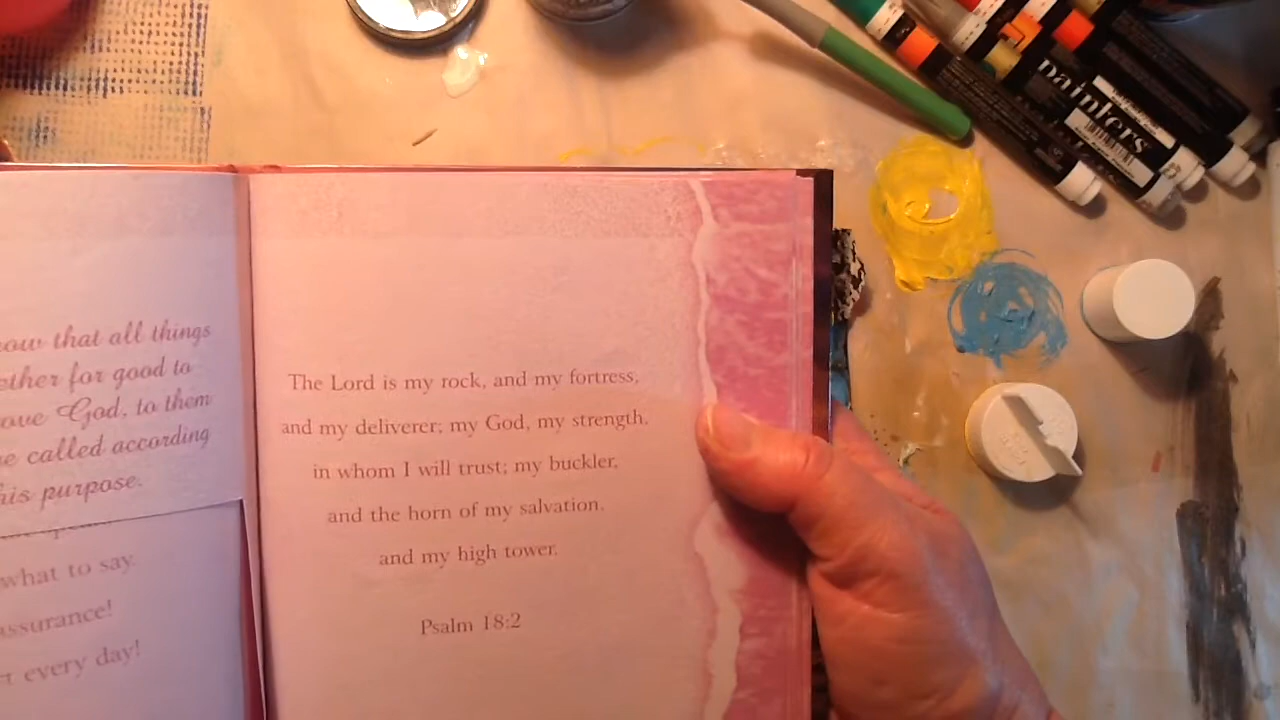 ow that all things
ether for good to
ove God, to them
e called according
his purpose.
what to say.
assurance!
t every day!
The Lord is my rock, and my fortress,
and my deliverer; my God, my strength,
in whom I will trust; my buckler,
and the horn of my salvation,
and my high tower.
Psalm 18:2
painters